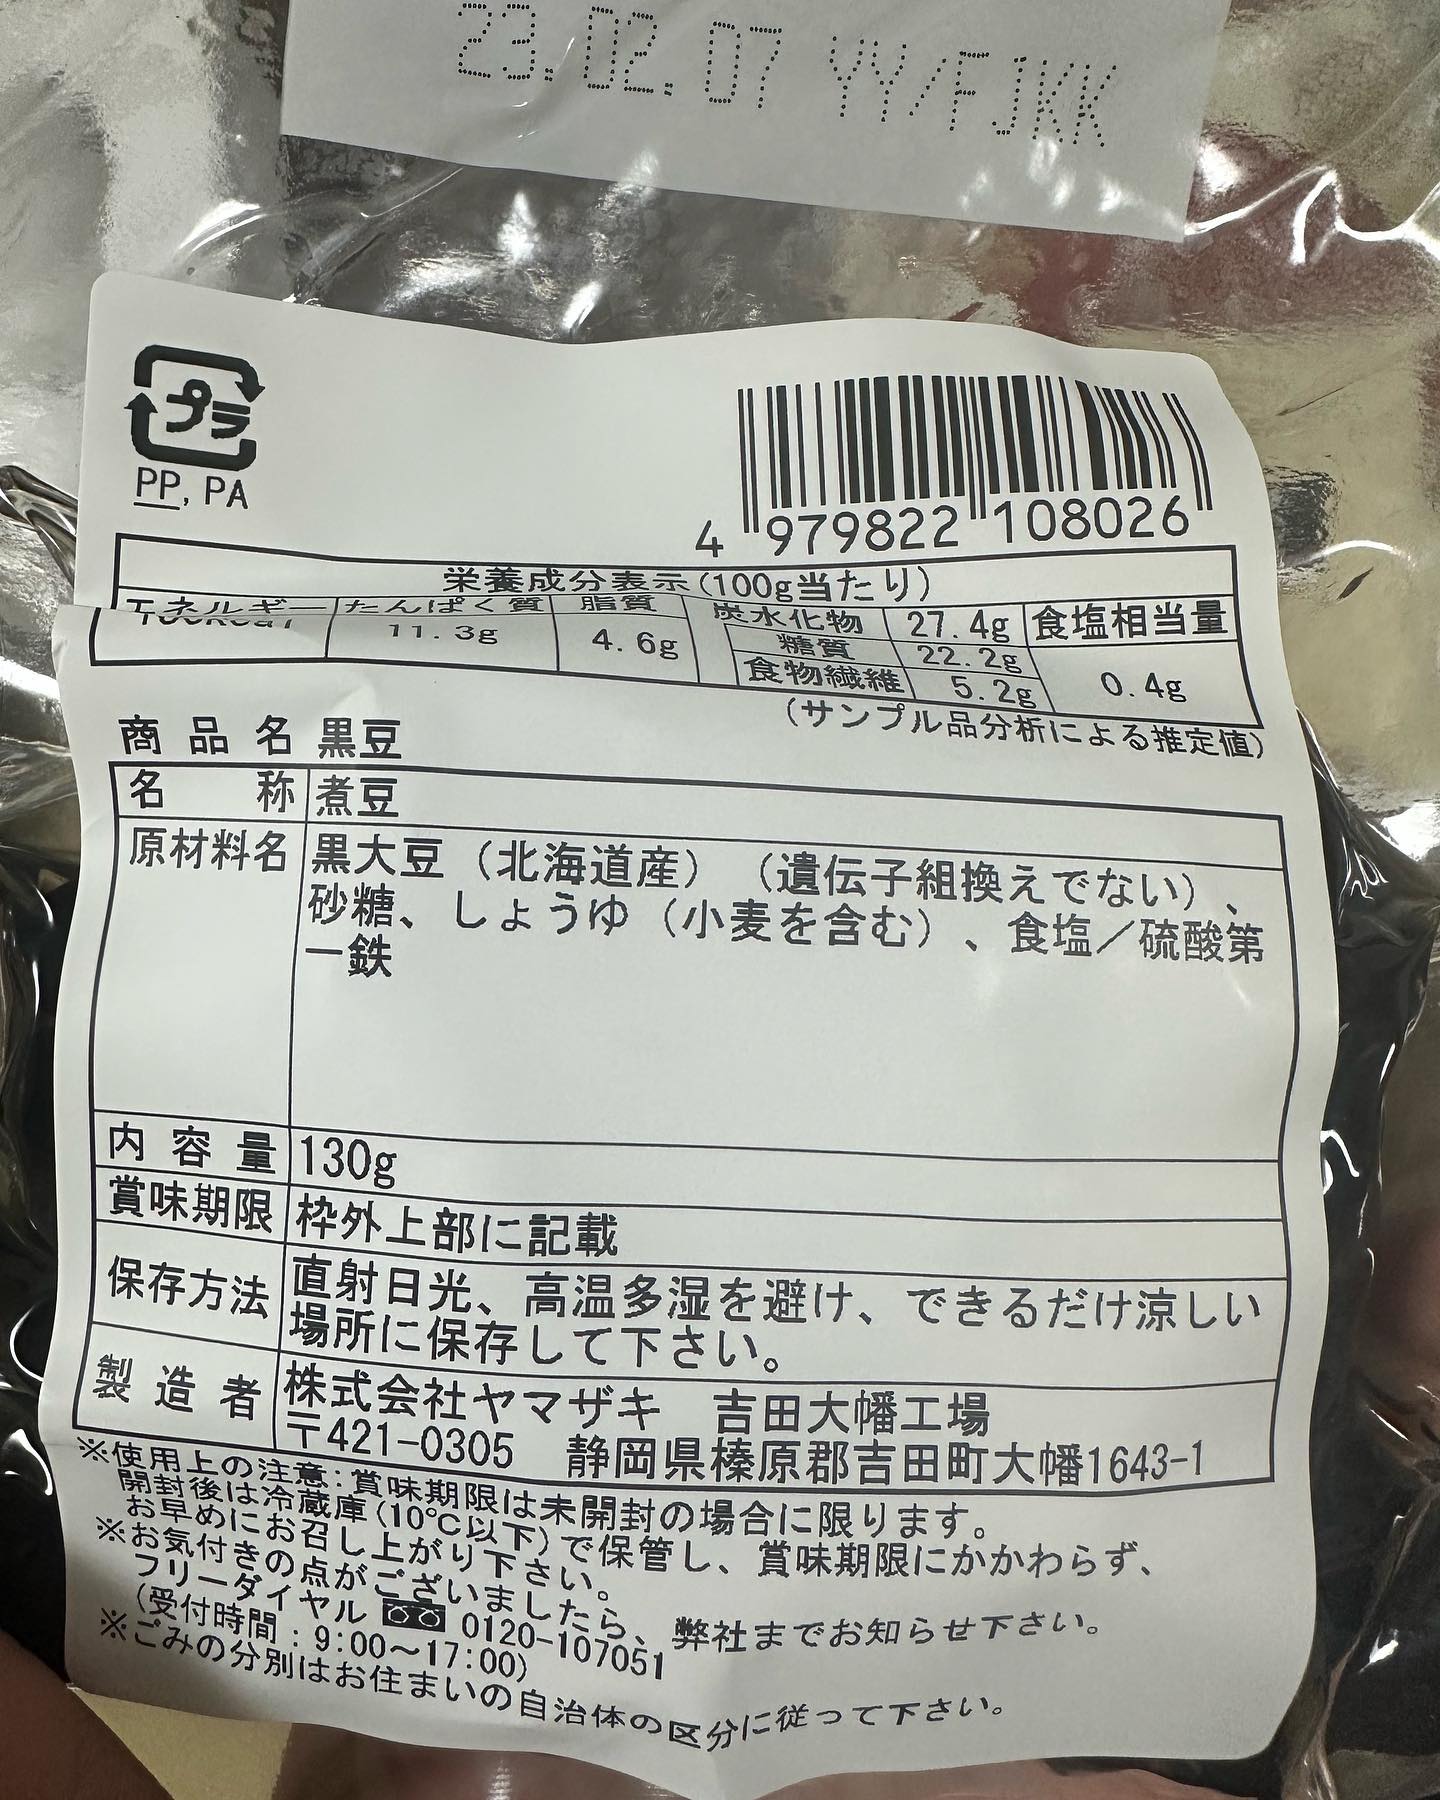 23.02.07 YY/FJKK
プラ
PP, PA
4 979822 108026
栄養成分表示(100g当たり)
エネルギー たんぱく質 脂質 炭水化物 27.4g 食塩相当量
11.3g 4.6g 糖質 22.2g 0.4g
食物繊維 5.2g
(サンプル品分析による推定値)
商品名 黒豆
名称 煮豆
原材料名 黒大豆(北海道産)(遺伝子組換えでない)、
砂糖、しょうゆ(小麦を含む)、食塩/硫酸第
一鉄
内容量 130g
賞味期限 枠外上部に記載
保存方法 直射日光、高温多湿を避け、できるだけ涼しい
場所に保存して下さい。
製造者 株式会社ヤマザキ 吉田大幡工場
〒421-0305 静岡県榛原郡吉田町大幡1643-1
※使用上の注意:賞味期限は未開封の場合に限ります。
開封後は冷蔵庫(10℃以下)で保管し、賞味期限にかかわらず、
お早めにお召し上がり下さい。
※お気付きの点がございましたら、弊社までお知らせ下さい。
フリーダイヤル 0120-107051
(受付時間:9:00~17:00)
※ごみの分別はお住まいの自治体の区分に従って下さい。